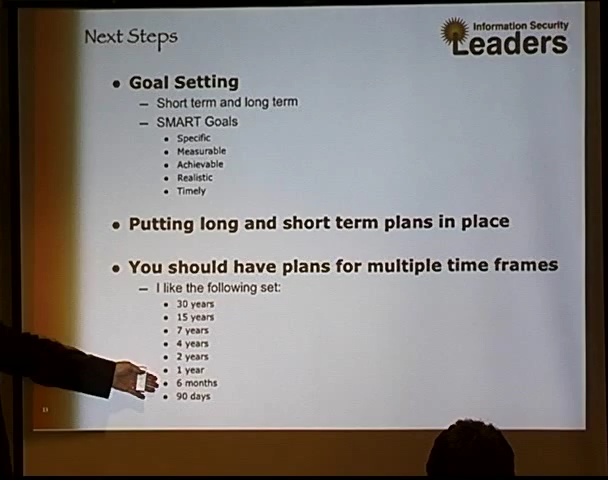 Next Steps
Information Security
Leaders
• Goal Setting
– Short term and long term
– SMART Goals
• Specific
• Measurable
• Achievable
• Realistic
• Timely
• Putting long and short term plans in place
• You should have plans for multiple time frames
– I like the following set:
• 30 years
• 15 years
• 7 years
• 4 years
• 2 years
• 1 year
• 6 months
• 90 days